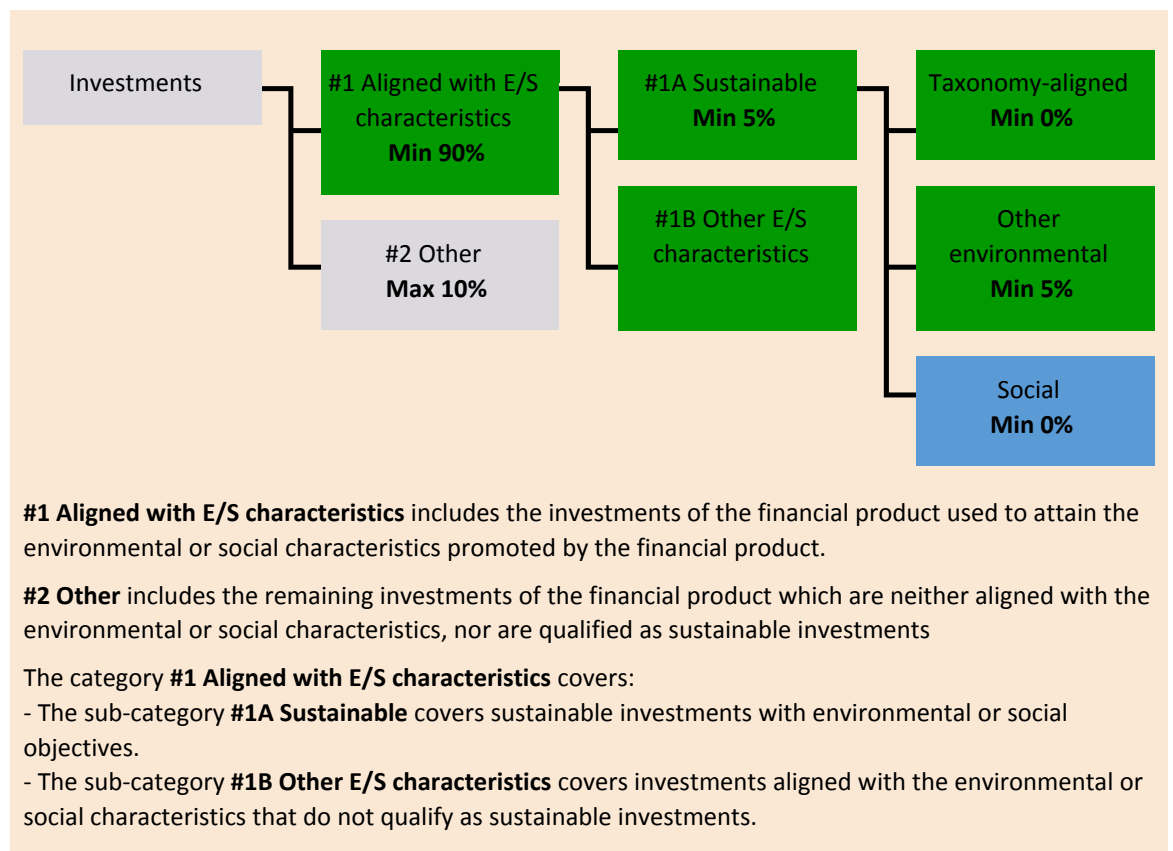 Investments
#1 Aligned with E/S
characteristics
Min 90%
#2 Other
Max 10%
#1A Sustainable
Min 5%
#1B Other E/S
characteristics
Taxonomy-aligned
Min 0%
Other
environmental
Min 5%
Social
Min 0%
#1 Aligned with E/S characteristics includes the investments of the financial product used to attain the
environmental or social characteristics promoted by the financial product.
#2 Other includes the remaining investments of the financial product which are neither aligned with the
environmental or social characteristics, nor are qualified as sustainable investments
The category #1 Aligned with E/S characteristics covers:
- The sub-category #1A Sustainable covers sustainable investments with environmental or social
objectives.
- The sub-category #1B Other E/S characteristics covers investments aligned with the environmental or
social characteristics that do not qualify as sustainable investments.